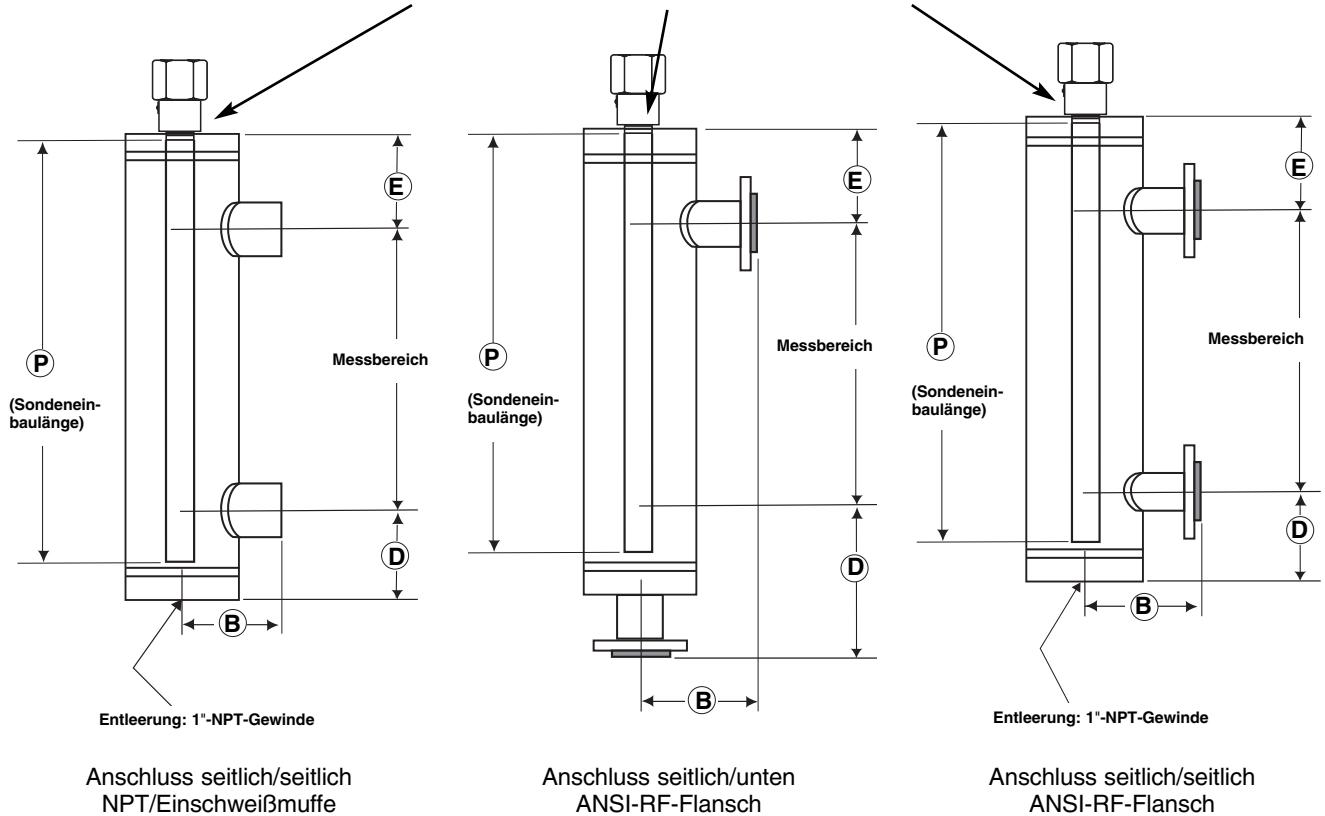 E
Messbereich
P
(Sondenein-
baulänge)
D
B
Entleerung: 1"-NPT-Gewinde
Anschluss seitlich/seitlich
NPT/Einschweißmuffe
E
Messbereich
P
(Sondenein-
baulänge)
D
B
Anschluss seitlich/unten
ANSI-RF-Flansch
E
Messbereich
P
(Sondenein-
baulänge)
D
B
Entleerung: 1"-NPT-Gewinde
Anschluss seitlich/seitlich
ANSI-RF-Flansch